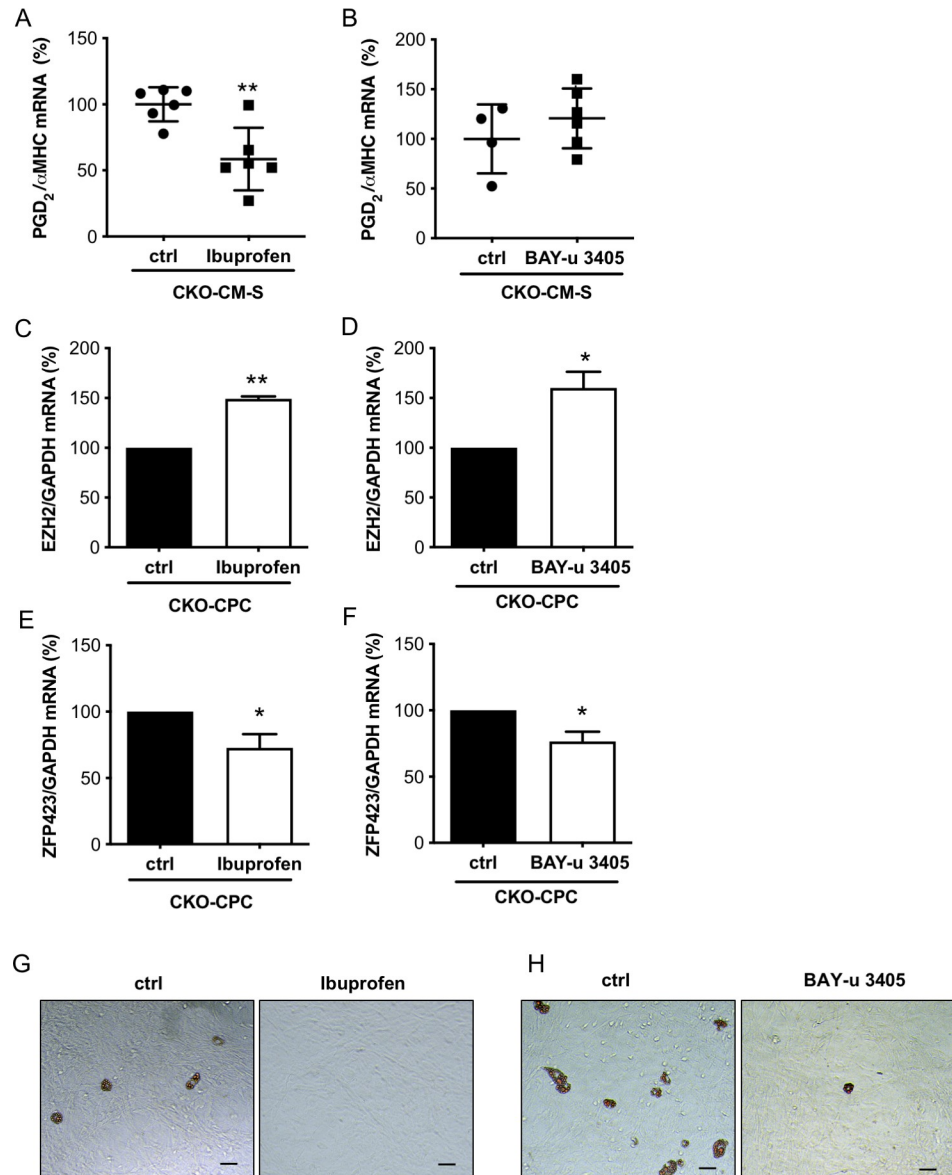 A
PGD₂/αMHC mRNA (%)
150
100
50
0
**
ctrl Ibuprofen
CKO-CM-S
B
PGD₂/αMHC mRNA (%)
200
150
100
50
0
ctrl BAY-u 3405
CKO-CM-S
C
EZH2/GAPDH mRNA (%)
200
150
100
50
0
**
ctrl Ibuprofen
CKO-CPC
D
EZH2/GAPDH mRNA (%)
200
150
100
50
0
*
ctrl BAY-u 3405
CKO-CPC
E
ZFP423/GAPDH mRNA (%)
150
100
50
0
*
ctrl Ibuprofen
CKO-CPC
F
ZFP423/GAPDH mRNA (%)
150
100
50
0
*
ctrl BAY-u 3405
CKO-CPC
G
ctrl Ibuprofen
H
ctrl BAY-u 3405